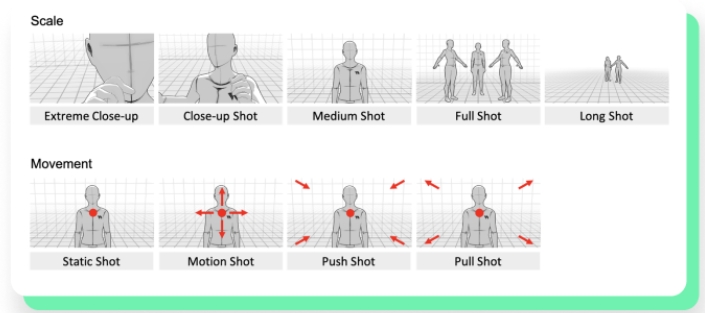 Scale
Extreme Close-up
Close-up Shot
Medium Shot
Full Shot
Long Shot
Movement
Static Shot
Motion Shot
Push Shot
Pull Shot